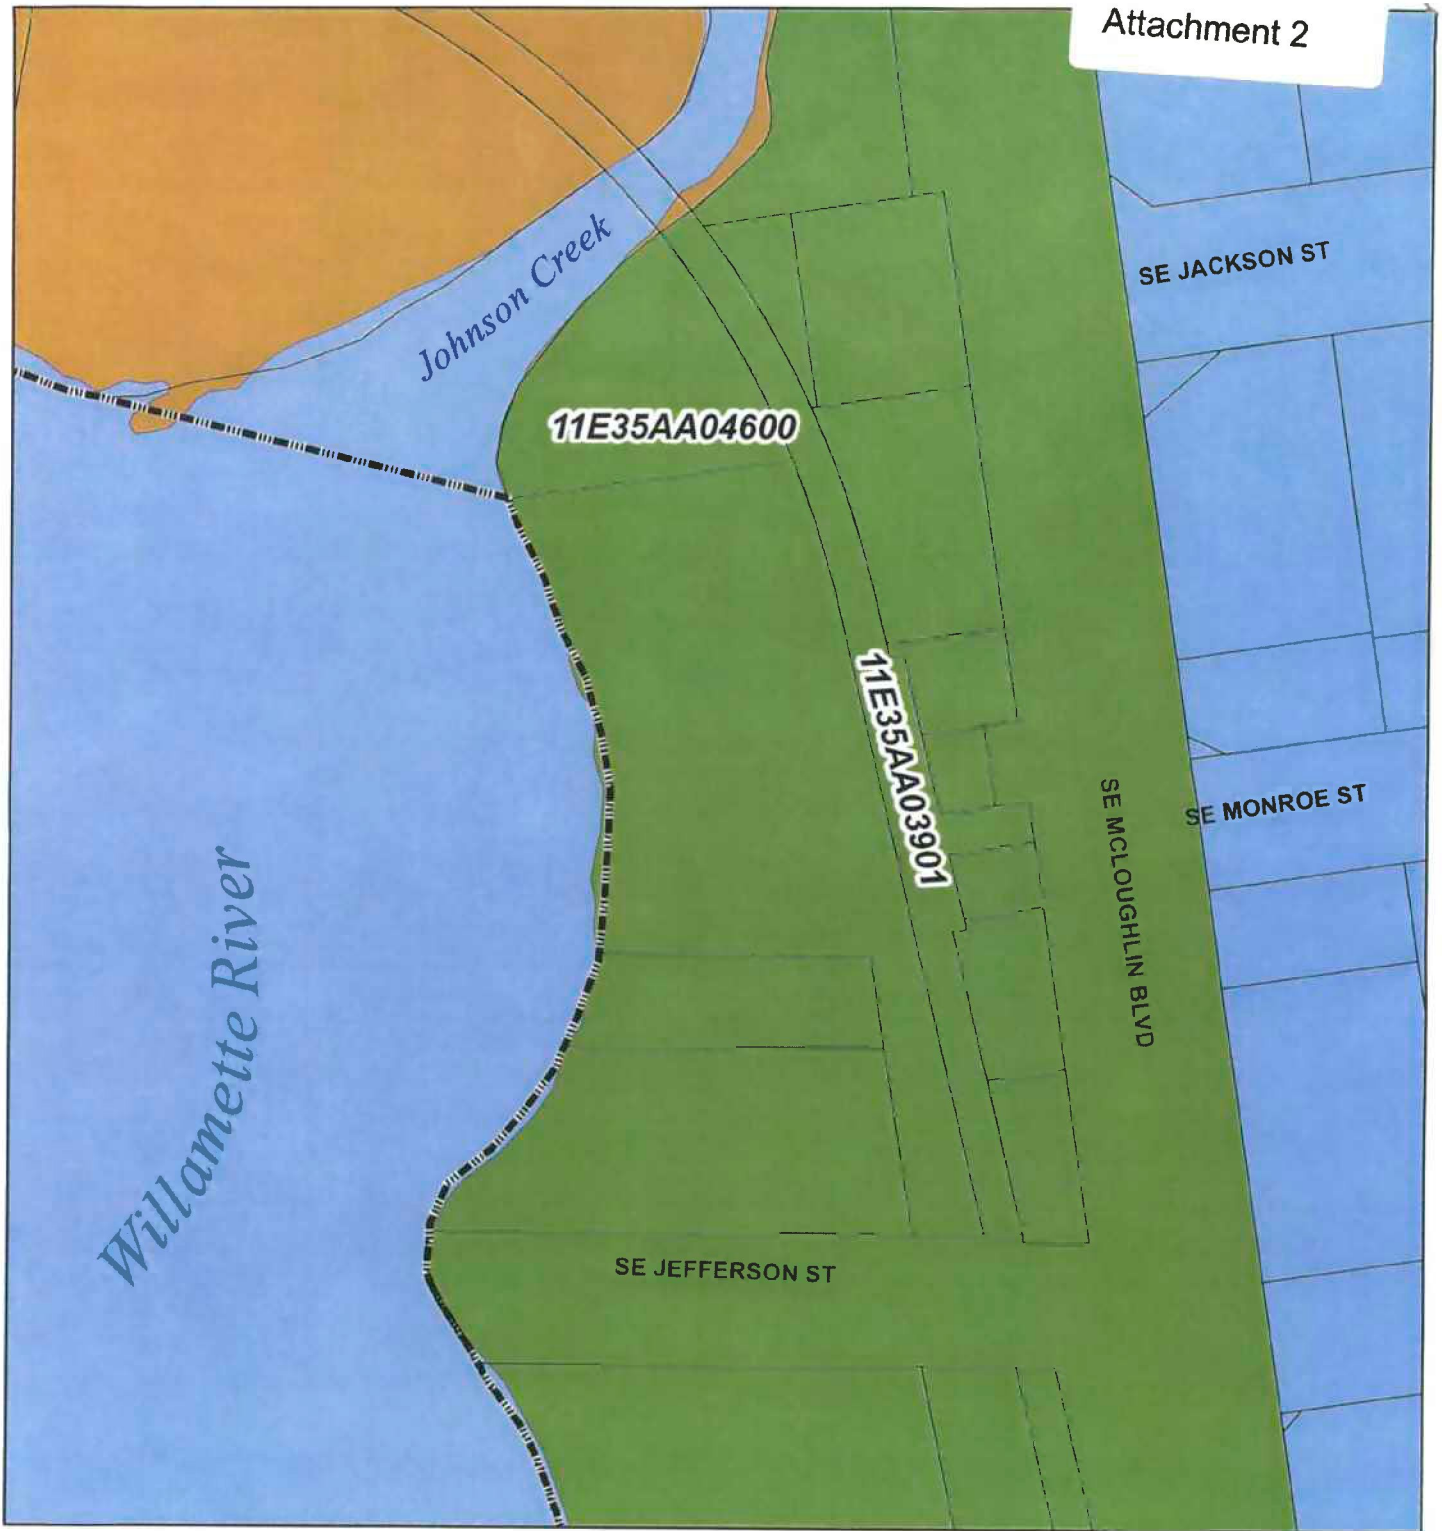 Attachment 2
SE JACKSON ST
Johnson Creek
11E35AA04600
11E35AA03901
SE MCLOUGHLIN BLVD
SE MONROE ST
Willamette River
SE JEFFERSON ST